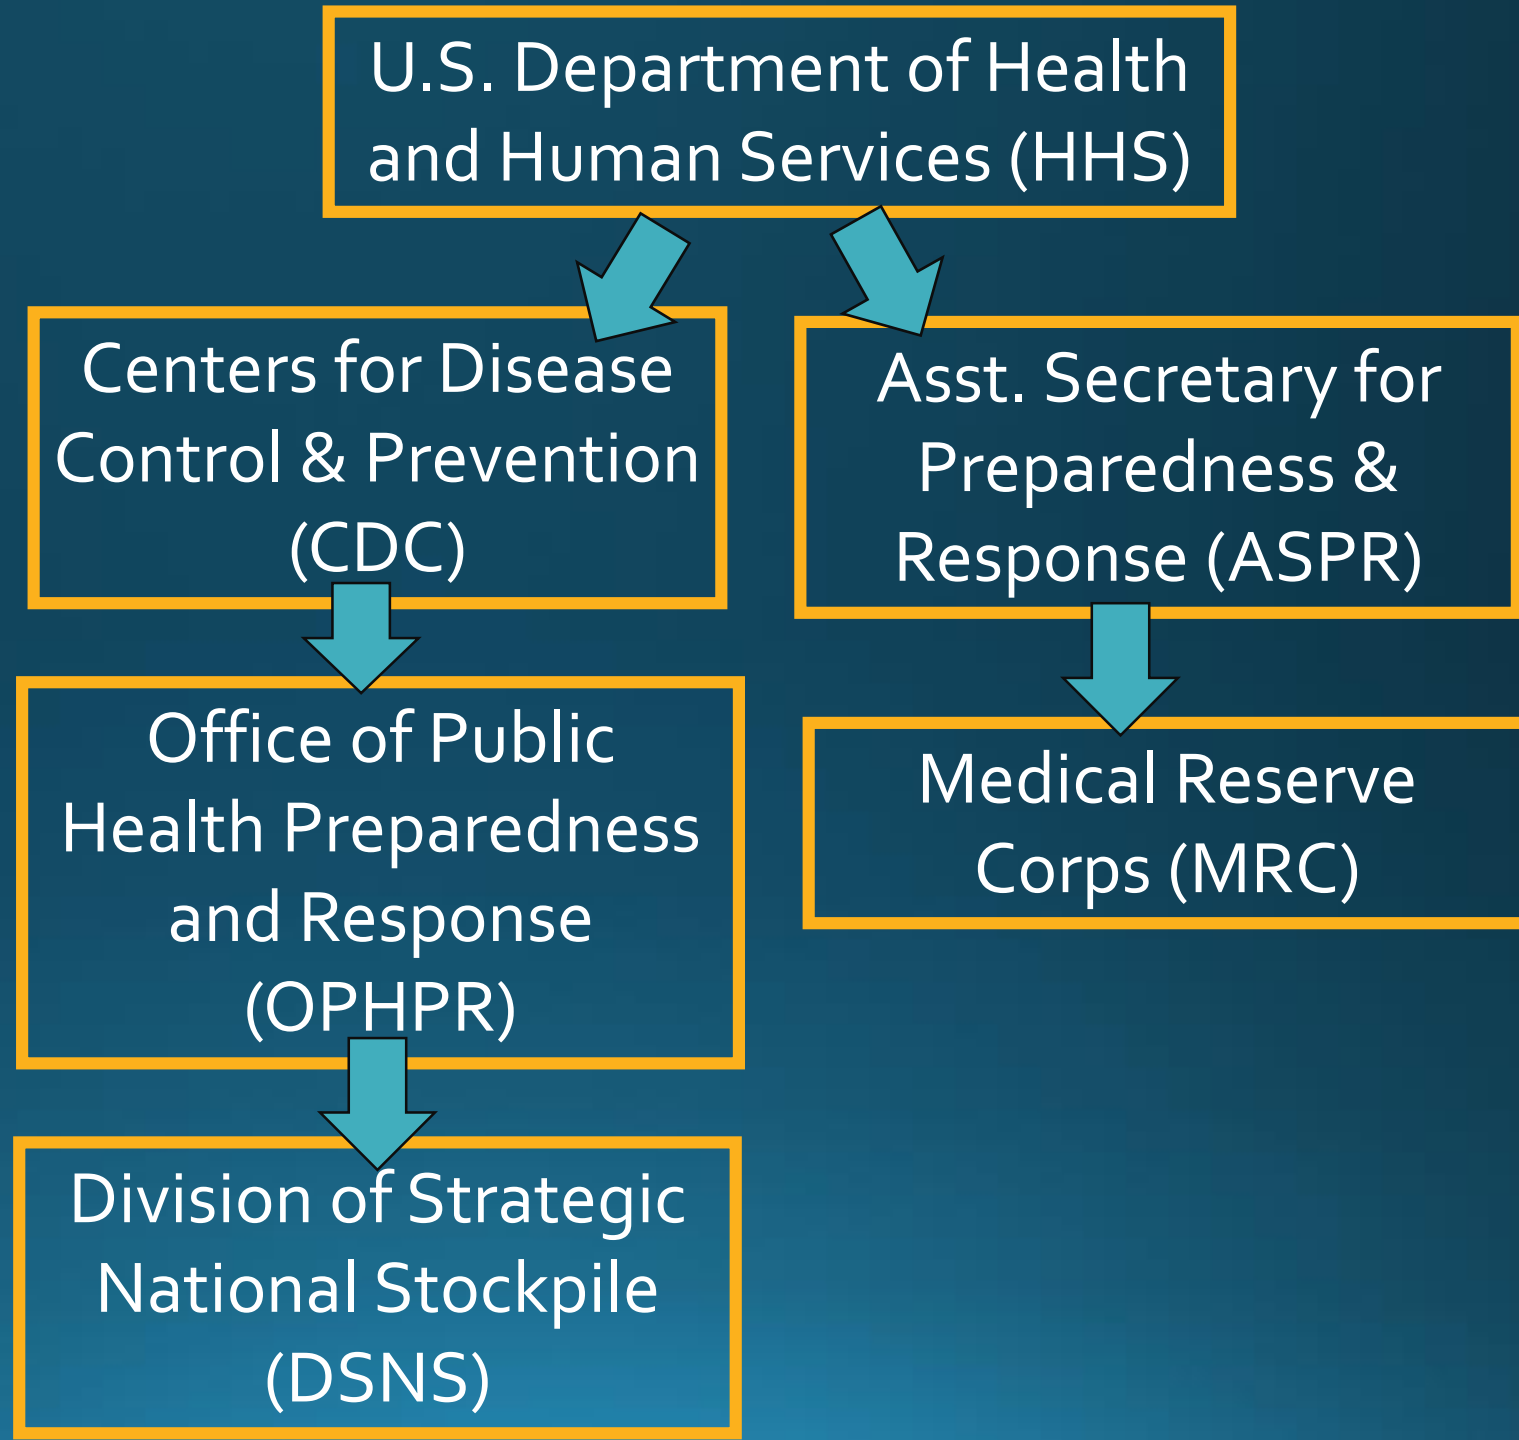 U.S. Department of Health
and Human Services (HHS)
Centers for Disease
Control & Prevention
(CDC)
Asst. Secretary for
Preparedness &
Response (ASPR)
Office of Public
Health Preparedness
and Response
(OPHPR)
Medical Reserve
Corps (MRC)
Division of Strategic
National Stockpile
(DSNS)